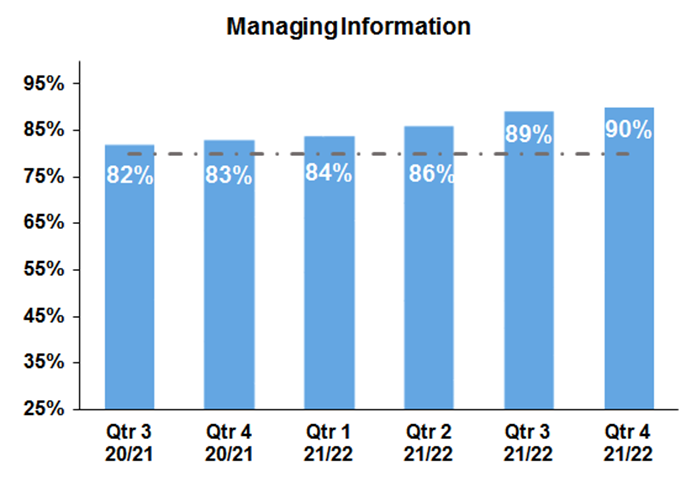 Managing Information
95%
85%
75%
65%
55%
45%
35%
25%
82%
83%
84%
86%
89%
90%
Qtr 3
20/21
Qtr 4
20/21
Qtr 1
21/22
Qtr 2
21/22
Qtr 3
21/22
Qtr 4
21/22